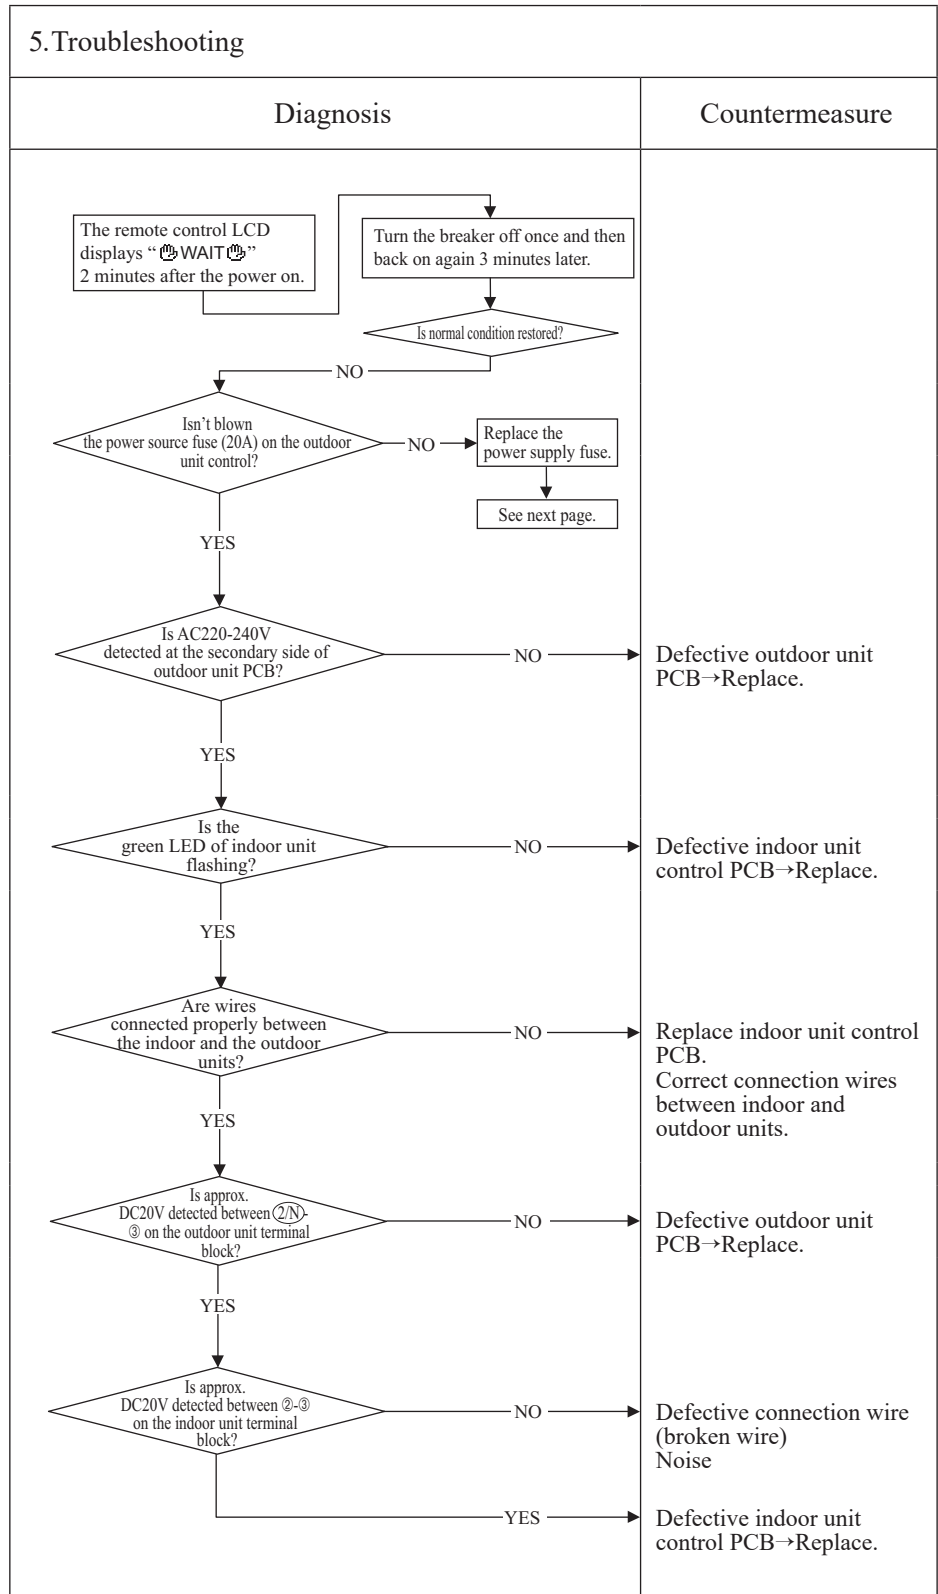 5.Troubleshooting
Diagnosis
Countermeasure
The remote control LCD
displays “ WAIT ”
2 minutes after the power on.
Turn the breaker off once and then
back on again 3 minutes later.
Is normal condition restored?
NO
Isn’t blown
the power source fuse (20A) on the outdoor
unit control?
NO
Replace the
power supply fuse.
See next page.
YES
Is AC220-240V
detected at the secondary side of
outdoor unit PCB?
NO
Defective outdoor unit
PCB→Replace.
YES
Is the
green LED of indoor unit
flashing?
NO
Defective indoor unit
control PCB→Replace.
YES
Are wires
connected properly between
the indoor and the outdoor
units?
NO
Replace indoor unit control
PCB.
Correct connection wires
between indoor and
outdoor units.
YES
Is approx.
DC20V detected between 2/N-
③ on the outdoor unit terminal
block?
NO
Defective outdoor unit
PCB→Replace.
YES
Is approx.
DC20V detected between ②-③
on the indoor unit terminal
block?
NO
Defective connection wire
(broken wire)
Noise
YES
Defective indoor unit
control PCB→Replace.